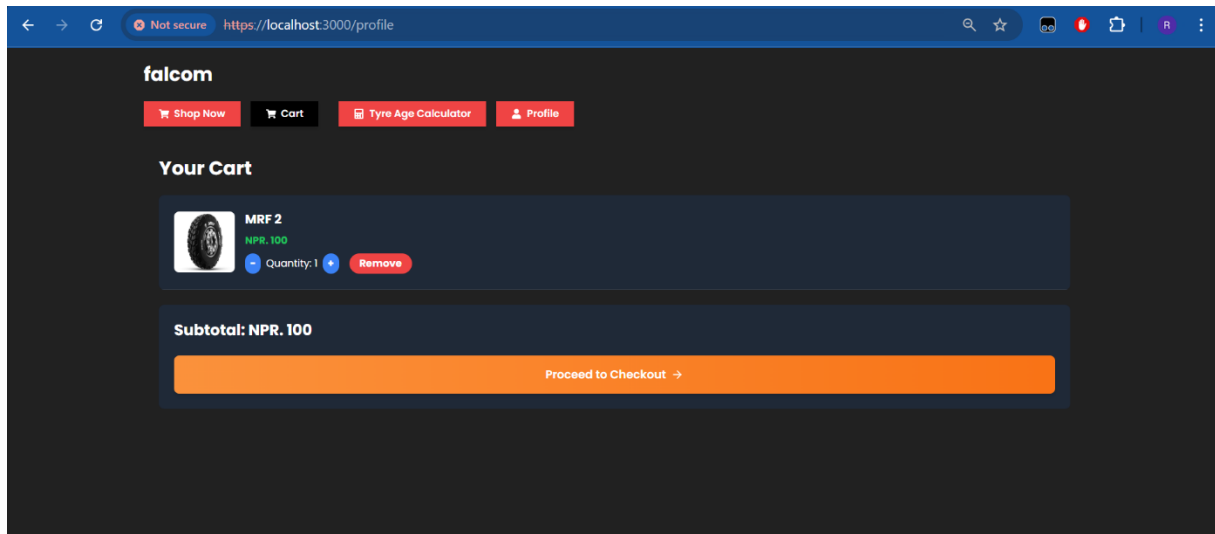 Not secure https://localhost:3000/profile R
falcom
Shop Now Cart Tyre Age Calculator Profile
Your Cart
MRF 2
NPR. 100
- Quantity: 1 + Remove
Subtotal: NPR. 100
Proceed to Checkout →